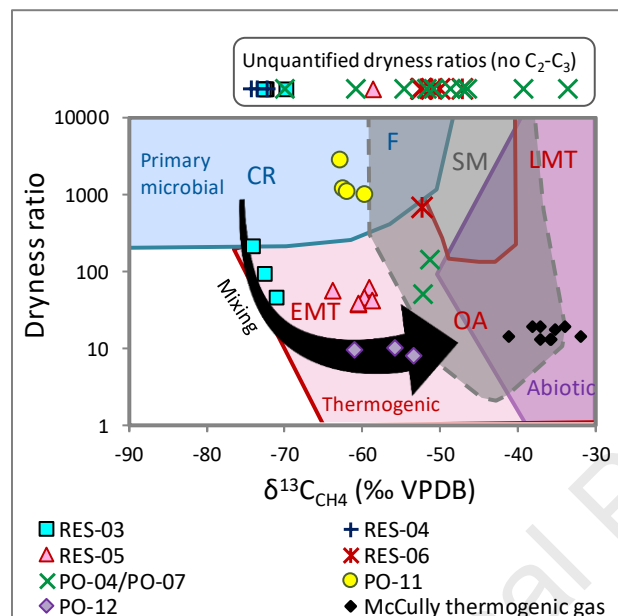 Unquantified dryness ratios (no C₂-C₃)
10000
1000
100
10
1
Dryness ratio
Primary
microbial
CR
F
SM
LMT
Mixing
EMT
OA
Thermogenic
Abiotic
-90
-80
-70
-60
-50
-40
-30
δ¹³C_CH4 (‰ VPDB)
RES-03
RES-04
RES-05
RES-06
PO-04/PO-07
PO-11
PO-12
McCully thermogenic gas